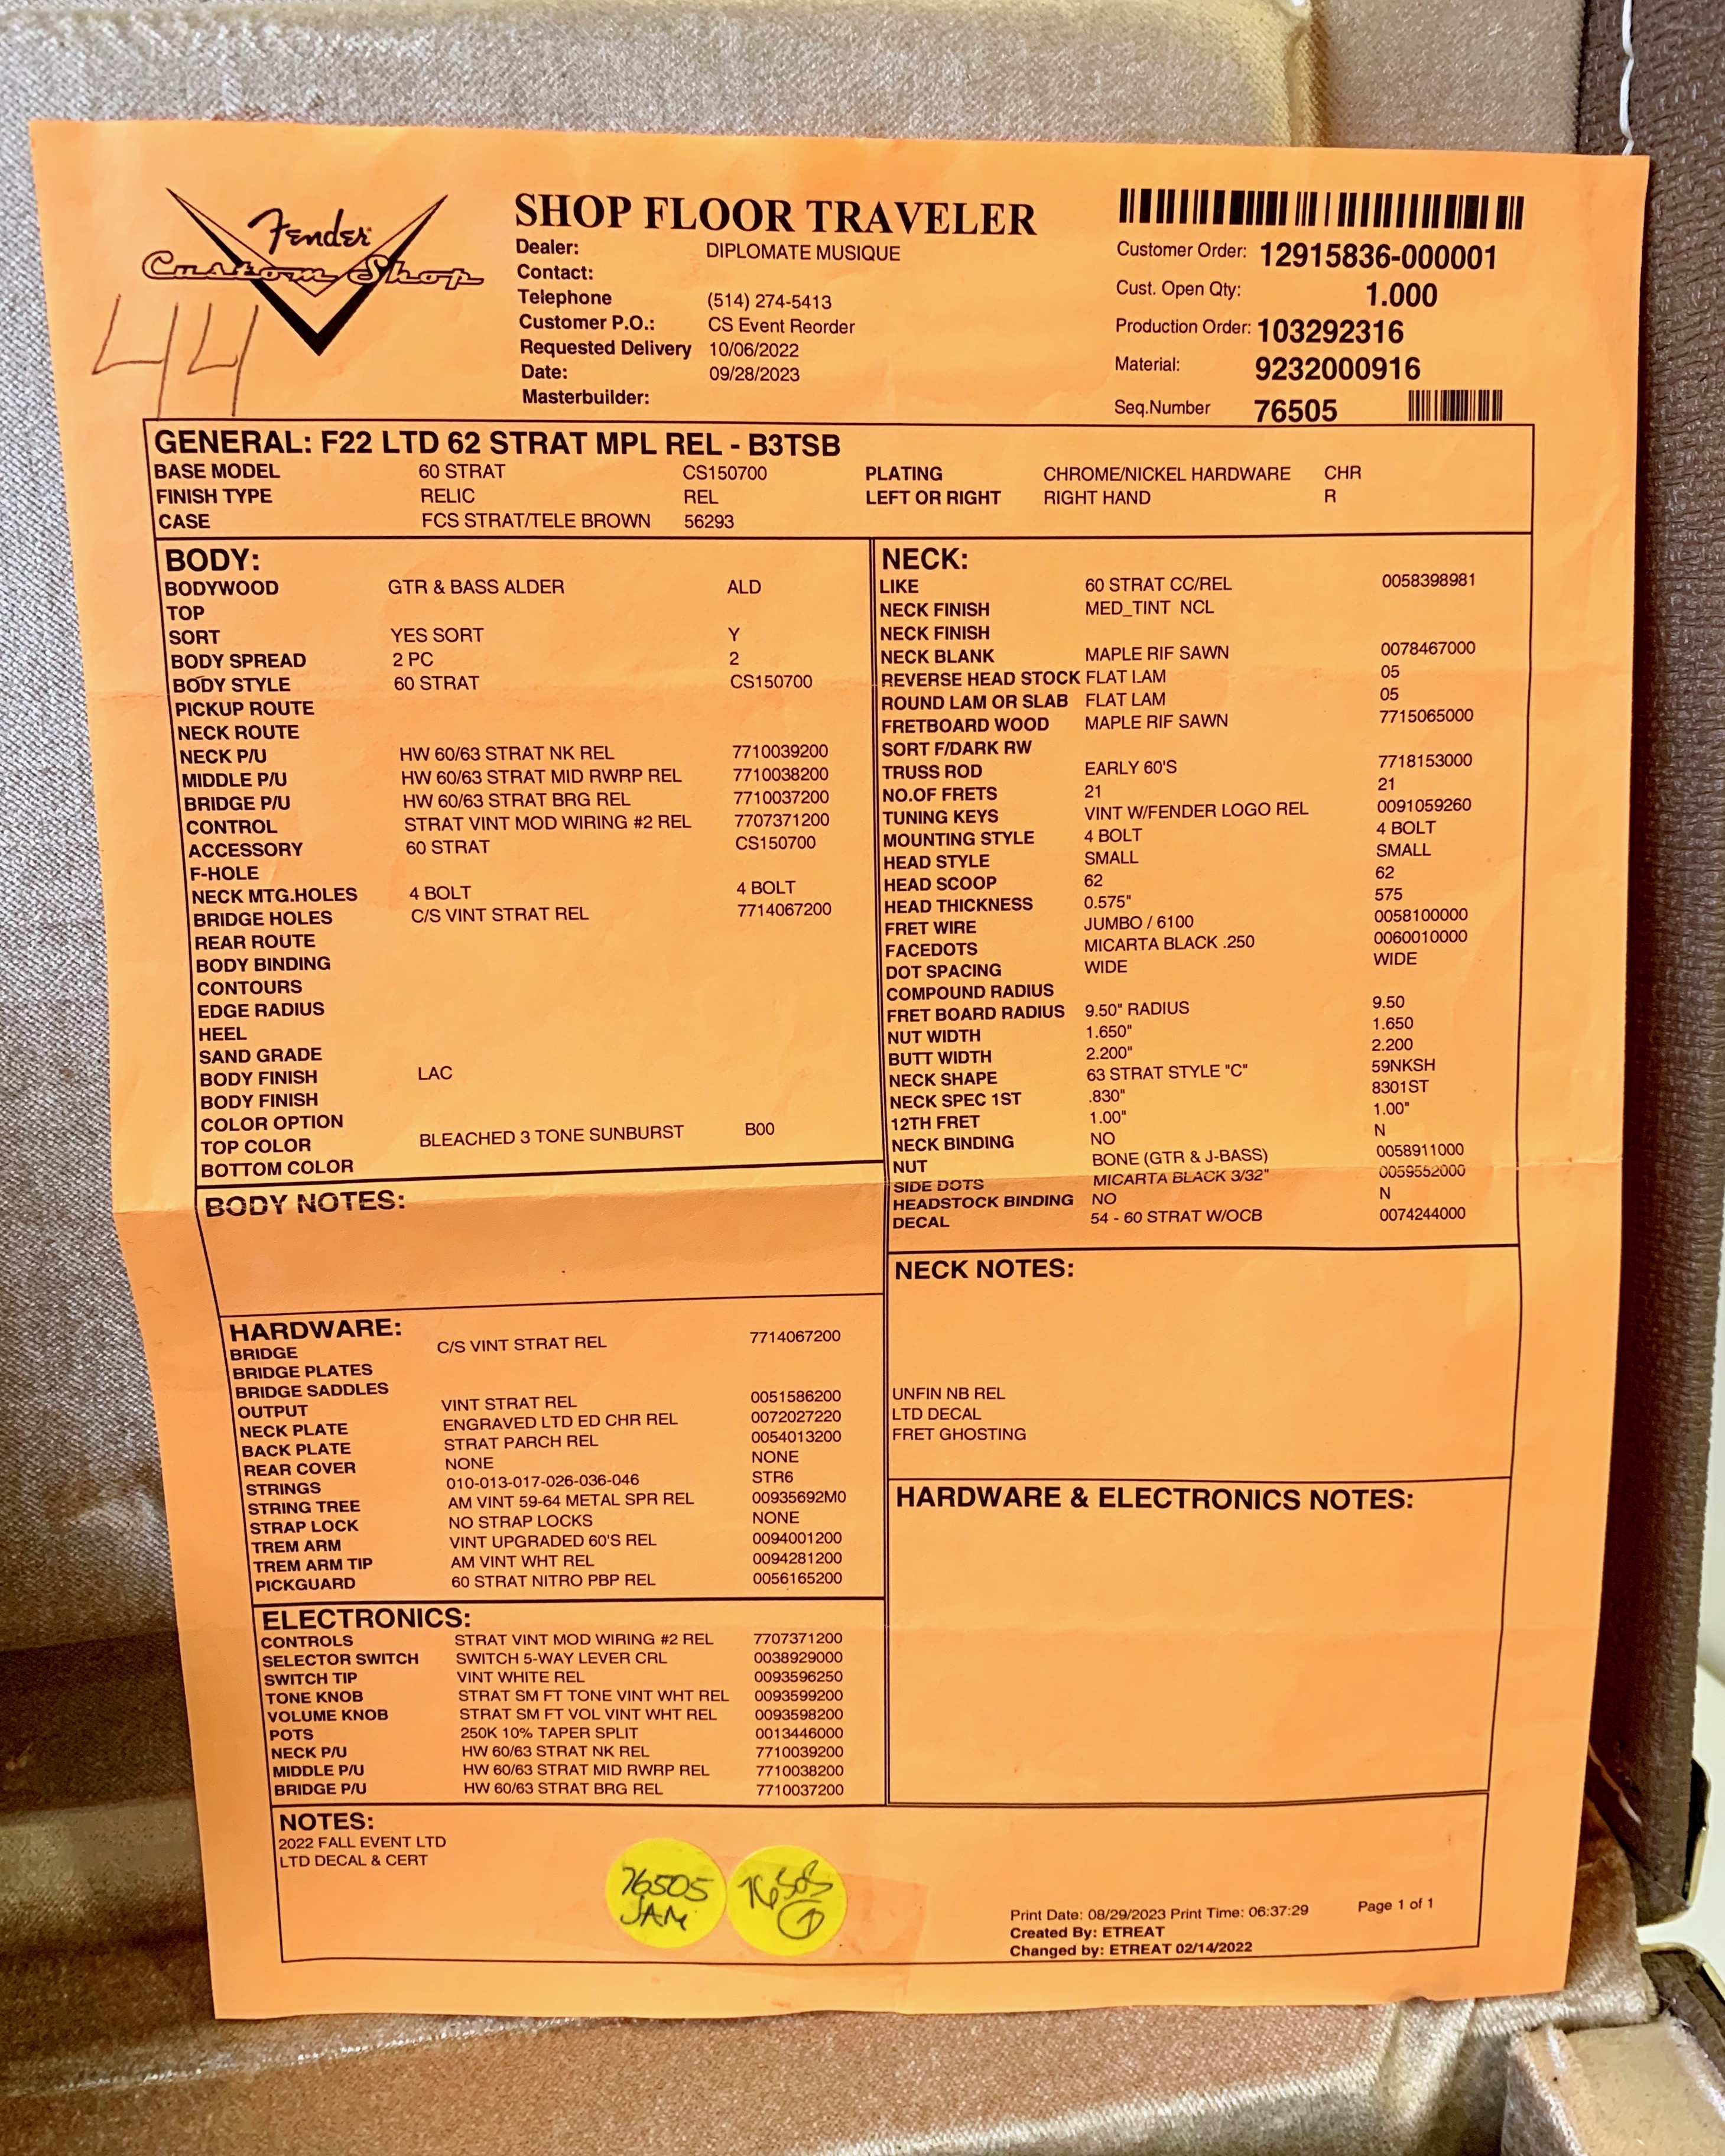 Fender
Custom Shop
44
SHOP FLOOR TRAVELER
Dealer: DIPLOMATE MUSIQUE
Contact:
Telephone (514) 274-5413
Customer P.O.: CS Event Reorder
Requested Delivery 10/06/2022
Date: 09/28/2023
Masterbuilder:
Customer Order: 12915836-000001
Cust. Open Qty: 1.000
Production Order: 103292316
Material: 9232000916
Seq.Number 76505
GENERAL: F22 LTD 62 STRAT MPL REL - B3TSB
BASE MODEL 60 STRAT CS150700 PLATING CHROME/NICKEL HARDWARE CHR
FINISH TYPE RELIC REL LEFT OR RIGHT RIGHT HAND R
CASE FCS STRAT/TELE BROWN 56293
BODY:
BODYWOOD GTR & BASS ALDER ALD
TOP
SORT YES SORT Y
BODY SPREAD 2 PC 2
BODY STYLE 60 STRAT CS150700
PICKUP ROUTE
NECK ROUTE
NECK P/U HW 60/63 STRAT NK REL 7710039200
MIDDLE P/U HW 60/63 STRAT MID RWRP REL 7710038200
BRIDGE P/U HW 60/63 STRAT BRG REL 7710037200
CONTROL STRAT VINT MOD WIRING #2 REL 7707371200
ACCESSORY 60 STRAT CS150700
F-HOLE
NECK MTG.HOLES 4 BOLT 4 BOLT
BRIDGE HOLES C/S VINT STRAT REL 7714067200
REAR ROUTE
BODY BINDING
CONTOURS
EDGE RADIUS
HEEL
SAND GRADE
BODY FINISH LAC
BODY FINISH
COLOR OPTION
TOP COLOR BLEACHED 3 TONE SUNBURST B00
BOTTOM COLOR
BODY NOTES:
NECK:
LIKE 60 STRAT CC/REL 0058398981
NECK FINISH MED_TINT NCL
NECK FINISH
NECK BLANK MAPLE RIF SAWN 0078467000
REVERSE HEAD STOCK FLAT LAM 05
ROUND LAM OR SLAB FLAT LAM 05
FRETBOARD WOOD MAPLE RIF SAWN 7715065000
SORT F/DARK RW
TRUSS ROD EARLY 60'S 7718153000
NO.OF FRETS 21 21
TUNING KEYS VINT W/FENDER LOGO REL 0091059260
MOUNTING STYLE 4 BOLT 4 BOLT
HEAD STYLE SMALL SMALL
HEAD SCOOP 62 62
HEAD THICKNESS 0.575" 575
FRET WIRE JUMBO / 6100 0058100000
FACEDOTS MICARTA BLACK .250 0060010000
DOT SPACING WIDE WIDE
COMPOUND RADIUS
FRET BOARD RADIUS 9.50" RADIUS 9.50
NUT WIDTH 1.650" 1.650
BUTT WIDTH 2.200" 2.200
NECK SHAPE 63 STRAT STYLE "C" 59NKSH
NECK SPEC 1ST .830" 8301ST
12TH FRET 1.00" 1.00"
NECK BINDING NO N
NUT BONE (GTR & J-BASS) 0058911000
SIDE DOTS MICARTA BLACK 3/32" 0059552000
HEADSTOCK BINDING NO N
DECAL 54 - 60 STRAT W/OCB 0074244000
NECK NOTES:
UNFIN NB REL
LTD DECAL
FRET GHOSTING
HARDWARE:
BRIDGE C/S VINT STRAT REL 7714067200
BRIDGE PLATES
BRIDGE SADDLES
OUTPUT VINT STRAT REL 0051586200
NECK PLATE ENGRAVED LTD ED CHR REL 0072027220
BACK PLATE STRAT PARCH REL 0054013200
REAR COVER NONE NONE
STRINGS 010-013-017-026-036-046 STR6
STRING TREE AM VINT 59-64 METAL SPR REL 00935692M0
STRAP LOCK NO STRAP LOCKS NONE
TREM ARM VINT UPGRADED 60'S REL 0094001200
TREM ARM TIP AM VINT WHT REL 0094281200
PICKGUARD 60 STRAT NITRO PBP REL 0056165200
HARDWARE & ELECTRONICS NOTES:
ELECTRONICS:
CONTROLS STRAT VINT MOD WIRING #2 REL 7707371200
SELECTOR SWITCH SWITCH 5-WAY LEVER CRL 0038929000
SWITCH TIP VINT WHITE REL 0093596250
TONE KNOB STRAT SM FT TONE VINT WHT REL 0093599200
VOLUME KNOB STRAT SM FT VOL VINT WHT REL 0093598200
POTS 250K 10% TAPER SPLIT 0013446000
NECK P/U HW 60/63 STRAT NK REL 7710039200
MIDDLE P/U HW 60/63 STRAT MID RWRP REL 7710038200
BRIDGE P/U HW 60/63 STRAT BRG REL 7710037200
NOTES:
2022 FALL EVENT LTD
LTD DECAL & CERT
76505
JAM
76505
Print Date: 08/29/2023 Print Time: 06:37:29 Page 1 of 1
Created By: ETREAT
Changed by: ETREAT 02/14/2022